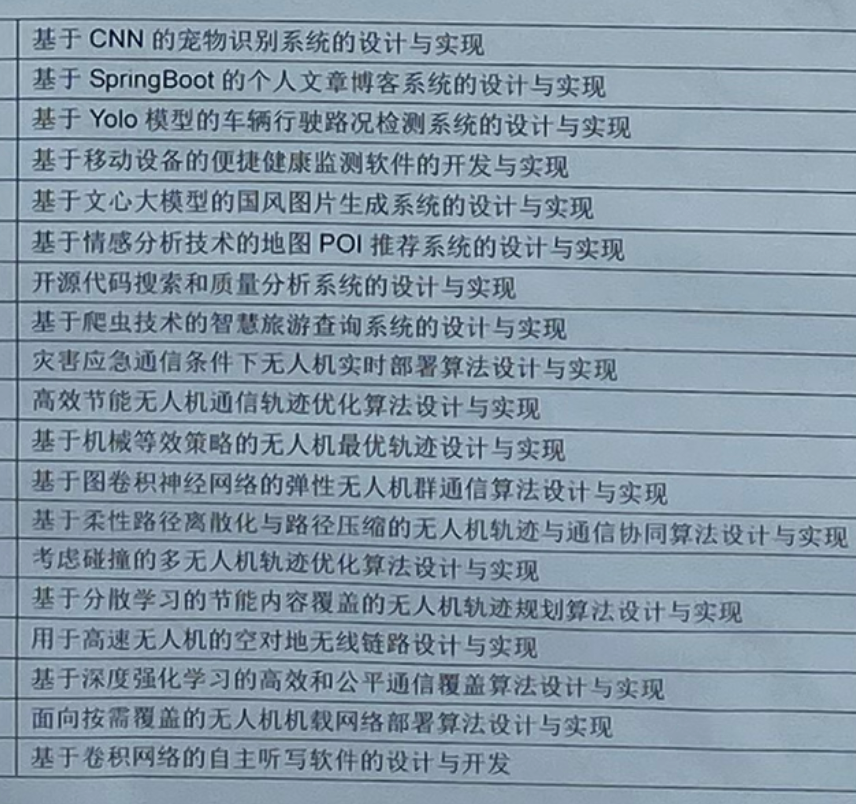 基于 CNN 的宠物识别系统的设计与实现
基于 SpringBoot 的个人文章博客系统的设计与实现
基于 Yolo 模型的车辆行驶路况检测系统的设计与实现
基于移动设备的便捷健康监测软件的开发与实现
基于文心大模型的国风图片生成系统的设计与实现
基于情感分析技术的地图 POI 推荐系统的设计与实现
开源代码搜索和质量分析系统的设计与实现
基于爬虫技术的智慧旅游查询系统的设计与实现
灾害应急通信条件下无人机实时部署算法设计与实现
高效节能无人机通信轨迹优化算法设计与实现
基于机械等效策略的无人机最优轨迹设计与实现
基于图卷积神经网络的弹性无人机群通信算法设计与实现
基于柔性路径离散化与路径压缩的无人机轨迹与通信协同算法设计与实现
考虑碰撞的多无人机轨迹优化算法设计与实现
基于分散学习的节能内容覆盖的无人机轨迹规划算法设计与实现
用于高速无人机的空对地无线链路设计与实现
基于深度强化学习的高效和公平通信覆盖算法设计与实现
面向按需覆盖的无人机机载网络部署算法设计与实现
基于卷积网络的自主听写软件的设计与开发